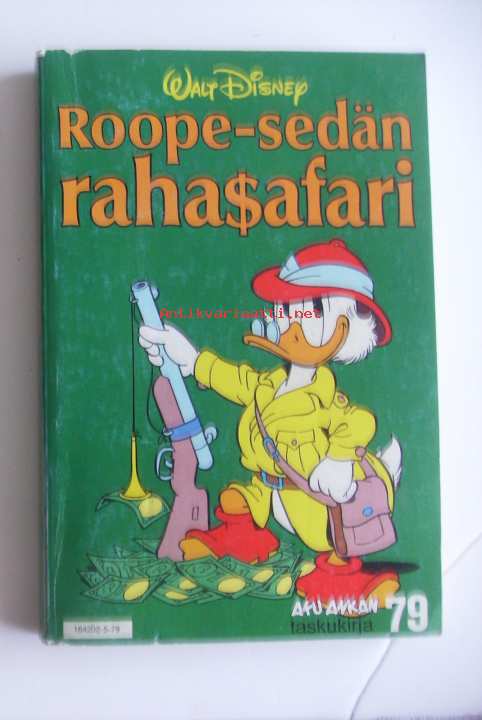 WALT DISNEY
ROOPE-SEDÄN
raha$afari
Antikvariaatti.net
AKU ANKAN
taskukirja 79
164202-5-79